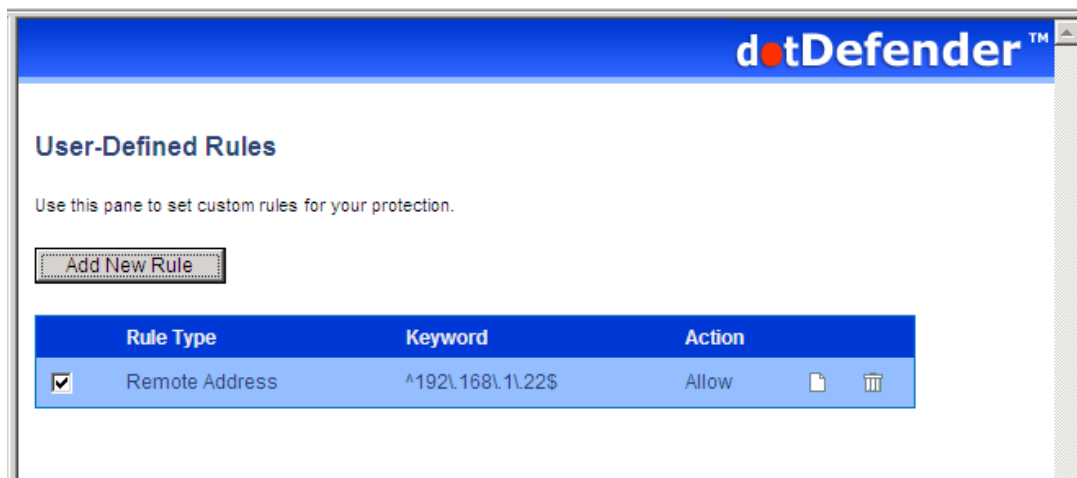 dotDefender™
User-Defined Rules
Use this pane to set custom rules for your protection.
Add New Rule
Rule Type Keyword Action
Remote Address ^192\.168\.1\.22$ Allow